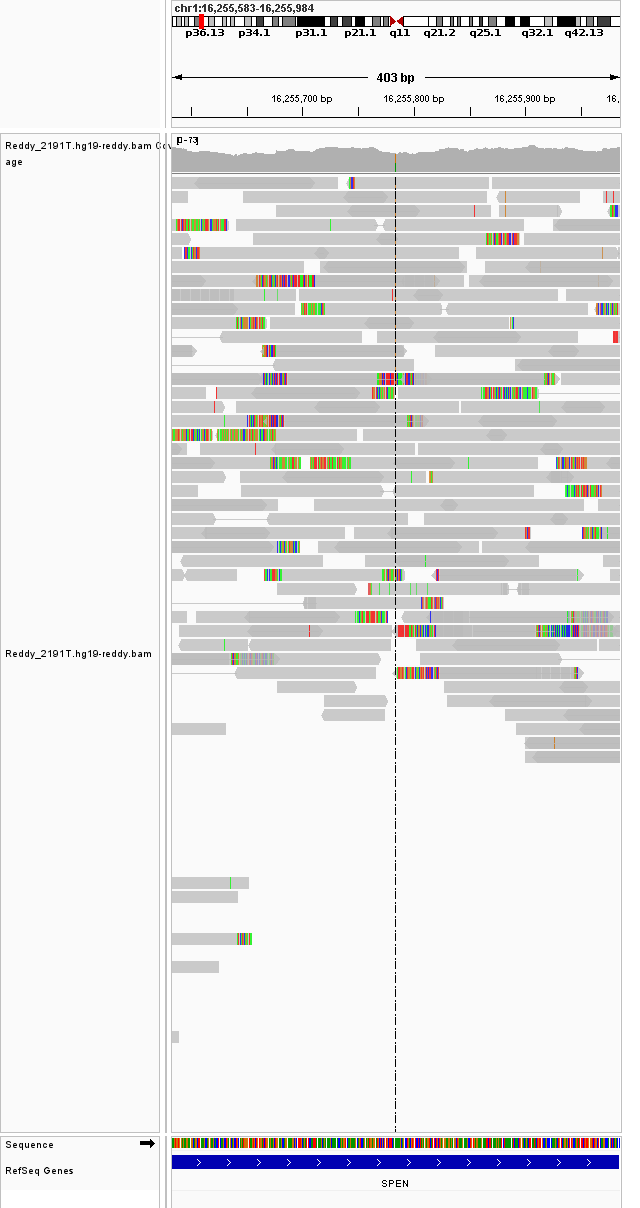 chr1:16,255,583-16,255,984
p36.13 p34.1 p31.1 p21.1 q11 q21.2 q25.1 q32.1 q42.13
403 bp
16,255,700 bp 16,255,800 bp 16,255,900 bp 16,
[0-73]
Reddy_2191T.hg19-reddy.bam Cov
age
Reddy_2191T.hg19-reddy.bam
Sequence
RefSeq Genes
SPEN